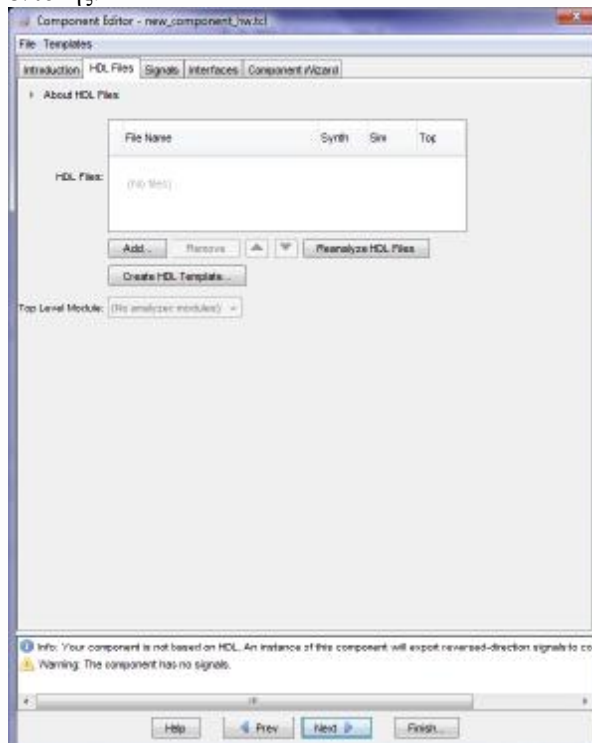 Component Editor - new_component_hw.tcl
File Templates
Introduction HDL Files Signals Interfaces Component Wizard
About HDL Files
File Name Synth Sim Top
HDL Files:
(No files)
Add... Remove Reanalyze HDL Files
Create HDL Template...
Top Level Module: (No analyzed modules)
Info: Your component is not based on HDL. An instance of this component will export reversed-direction signals to co
Warning: The component has no signals.
Help Prev Next Finish...